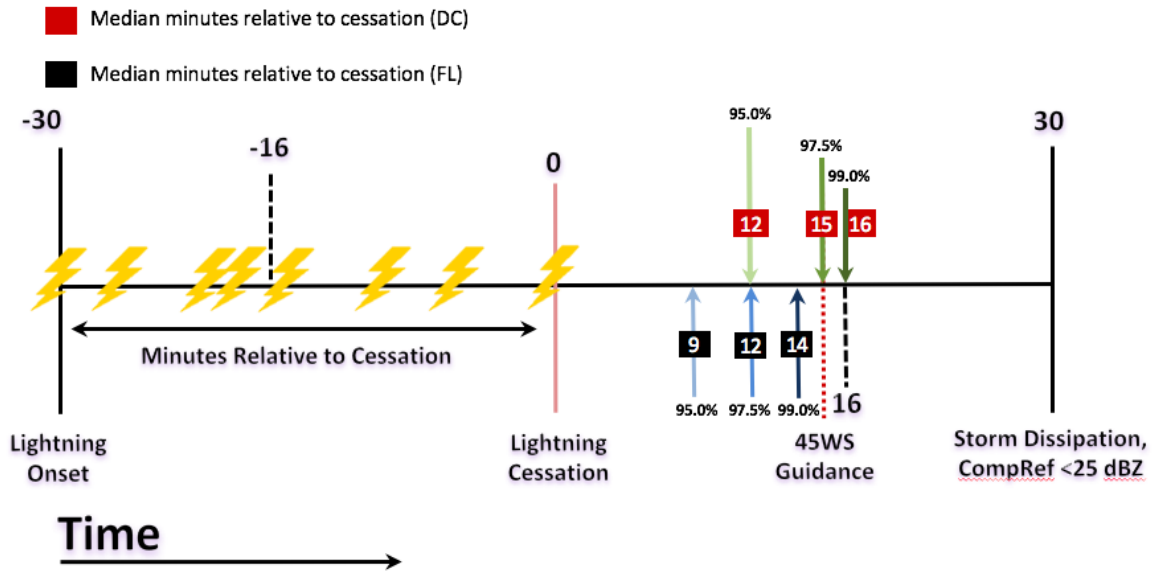 Median minutes relative to cessation (DC)
Median minutes relative to cessation (FL)
-30
-16
0
95.0%
97.5%
99.0%
30
12
15
16
Minutes Relative to Cessation
9
12
14
95.0%
97.5%
99.0%
16
Lightning
Onset
Lightning
Cessation
45WS
Guidance
Storm Dissipation,
CompRef <25 dBZ
Time